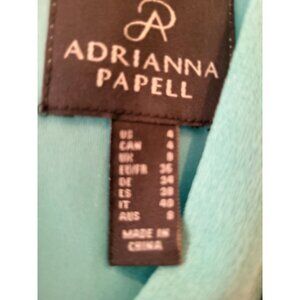 ADRIANNA
PAPELL
US 4
CAN 4
UK 8
EU/FR 36
DE 34
ES 38
IT 40
AUS 8
MADE IN
CHINA